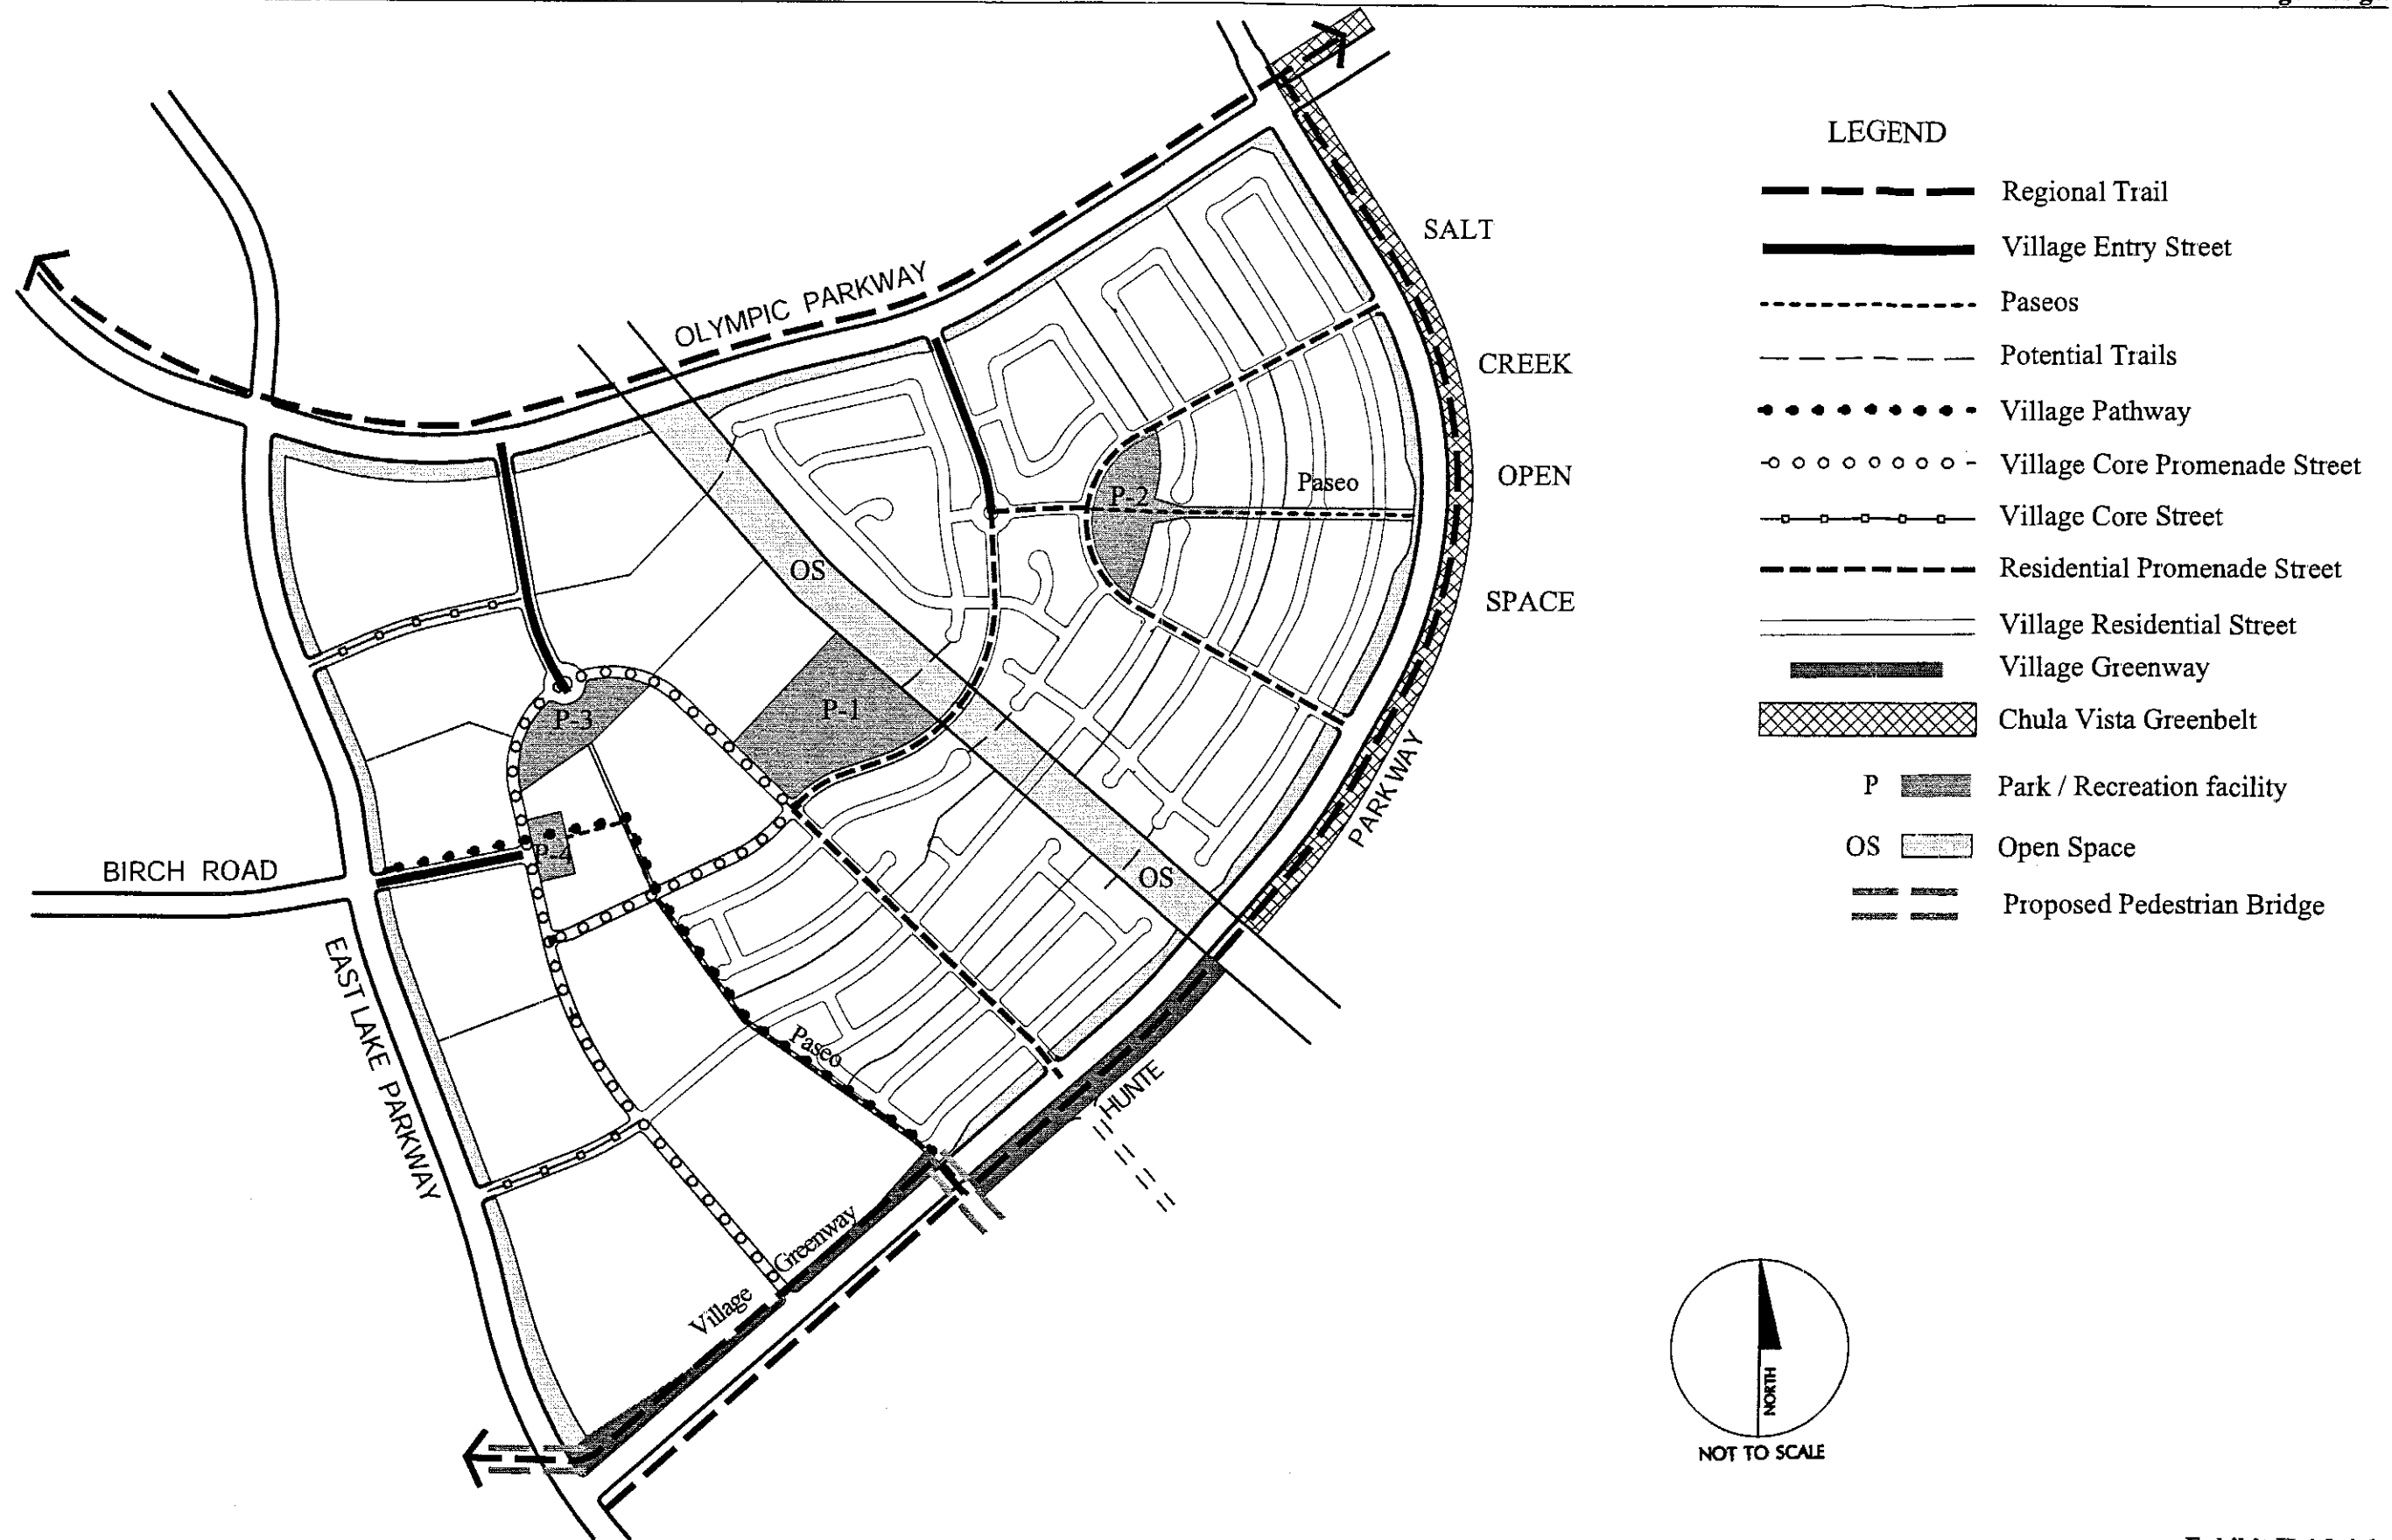 OLYMPIC PARKWAY
SALT
CREEK
OPEN
SPACE
Paseo
P-2
OS
P-1
P-3
P-4
BIRCH ROAD
EAST LAKE PARKWAY
Paseo
OS
PARKWAY
HUNTE
Village Greenway
LEGEND
Regional Trail
Village Entry Street
Paseos
Potential Trails
Village Pathway
Village Core Promenade Street
Village Core Street
Residential Promenade Street
Village Residential Street
Village Greenway
Chula Vista Greenbelt
P Park / Recreation facility
OS Open Space
Proposed Pedestrian Bridge
NORTH
NOT TO SCALE